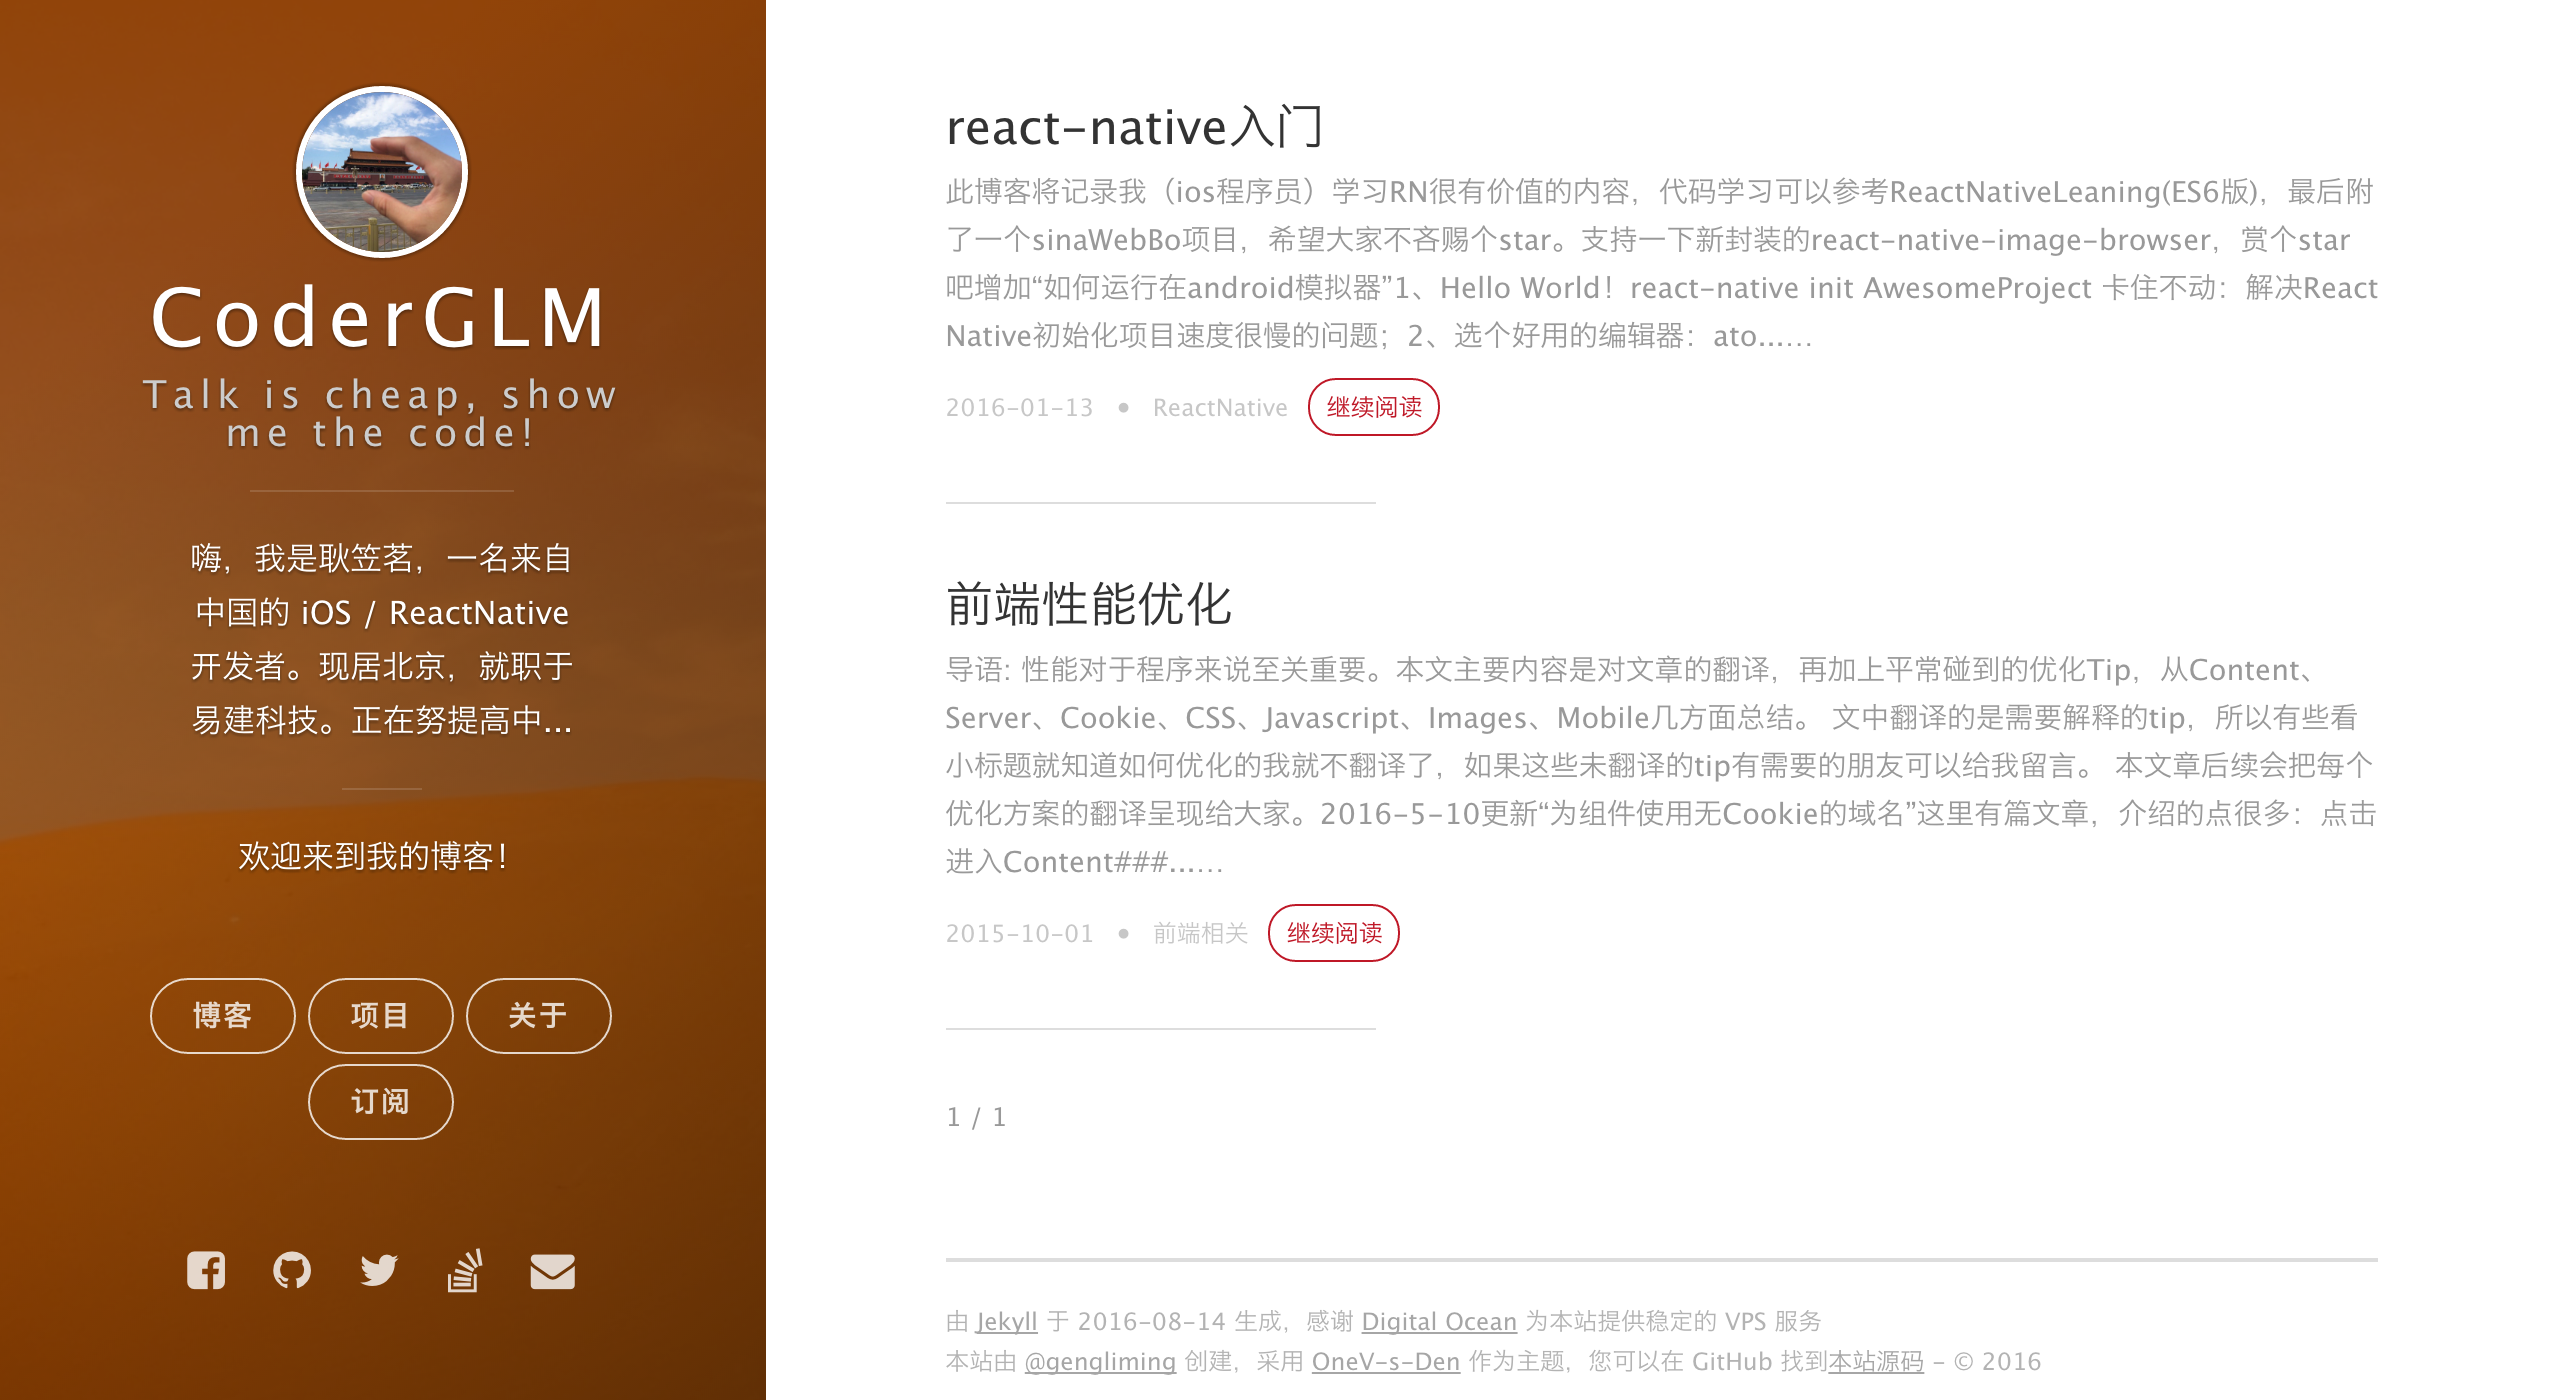 CoderGLM
Talk is cheap, show
me the code!
嗨，我是耿笠茗，一名来自
中国的 iOS / ReactNative
开发者。现居北京，就职于
易建科技。正在努提高中...
欢迎来到我的博客！
博客
项目
关于
订阅
react-native入门
此博客将记录我（ios程序员）学习RN很有价值的内容，代码学习可以参考ReactNativeLeaning(ES6版)，最后附
了一个sinaWebBo项目，希望大家不吝赐个star。支持一下新封装的react-native-image-browser，赏个star
吧增加“如何运行在android模拟器”1、Hello World！react-native init AwesomeProject 卡住不动：解决React
Native初始化项目速度很慢的问题；2、选个好用的编辑器：ato...…
2016-01-13 • ReactNative 继续阅读
前端性能优化
导语: 性能对于程序来说至关重要。本文主要内容是对文章的翻译，再加上平常碰到的优化Tip，从Content、
Server、Cookie、CSS、Javascript、Images、Mobile几方面总结。 文中翻译的是需要解释的tip，所以有些看
小标题就知道如何优化的我就不翻译了，如果这些未翻译的tip有需要的朋友可以给我留言。 本文章后续会把每个
优化方案的翻译呈现给大家。2016-5-10更新“为组件使用无Cookie的域名”这里有篇文章，介绍的点很多：点击
进入Content###...…
2015-10-01 • 前端相关 继续阅读
1 / 1
由 Jekyll 于 2016-08-14 生成，感谢 Digital Ocean 为本站提供稳定的 VPS 服务
本站由 @gengliming 创建，采用 OneV-s-Den 作为主题，您可以在 GitHub 找到本站源码 - © 2016